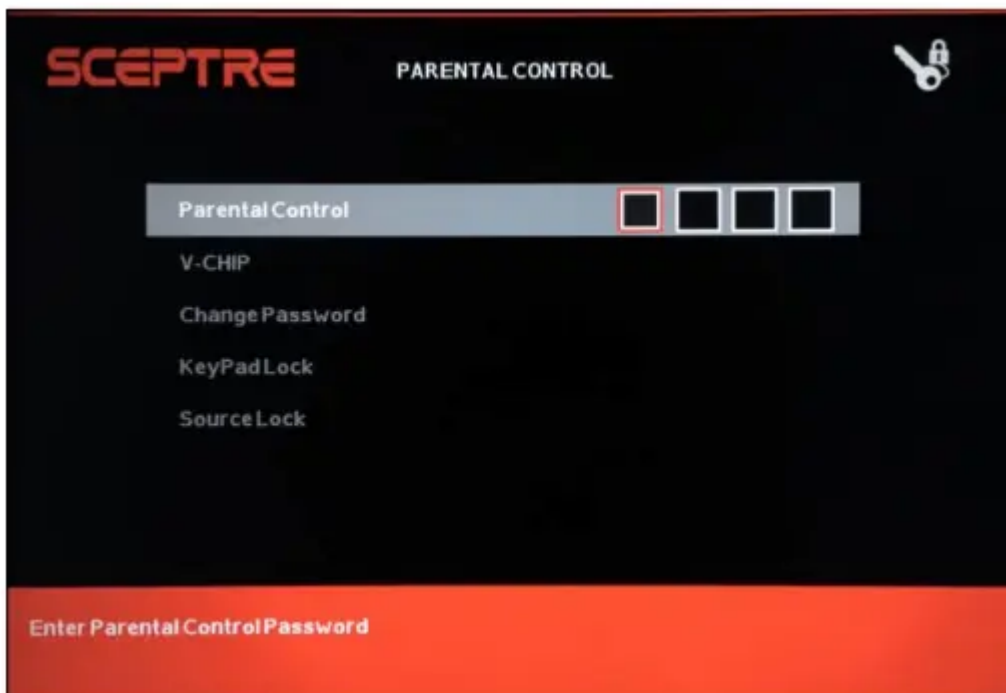 SCEPTRE
PARENTAL CONTROL
Parental Control
V-CHIP
Change Password
KeyPad Lock
Source Lock
Enter Parental Control Password